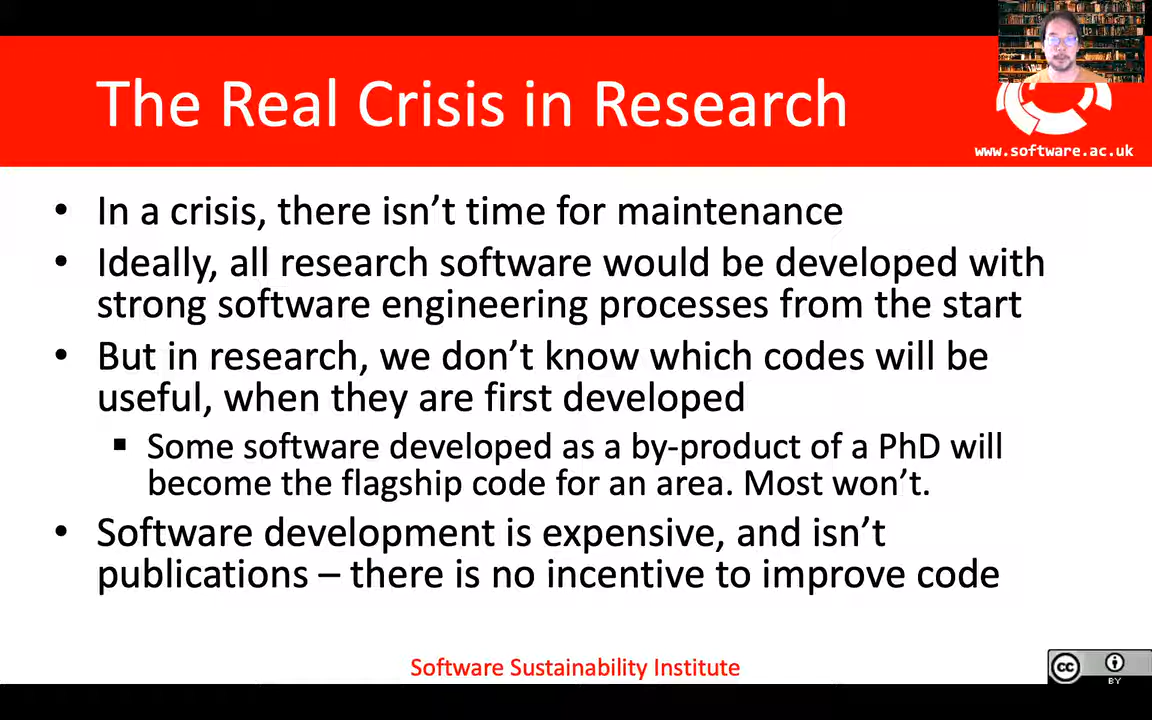 The Real Crisis in Research
www.software.ac.uk
• In a crisis, there isn’t time for maintenance
• Ideally, all research software would be developed with
strong software engineering processes from the start
• But in research, we don’t know which codes will be
useful, when they are first developed
▪ Some software developed as a by-product of a PhD will
become the flagship code for an area. Most won’t.
• Software development is expensive, and isn’t
publications – there is no incentive to improve code
Software Sustainability Institute
cc
BY